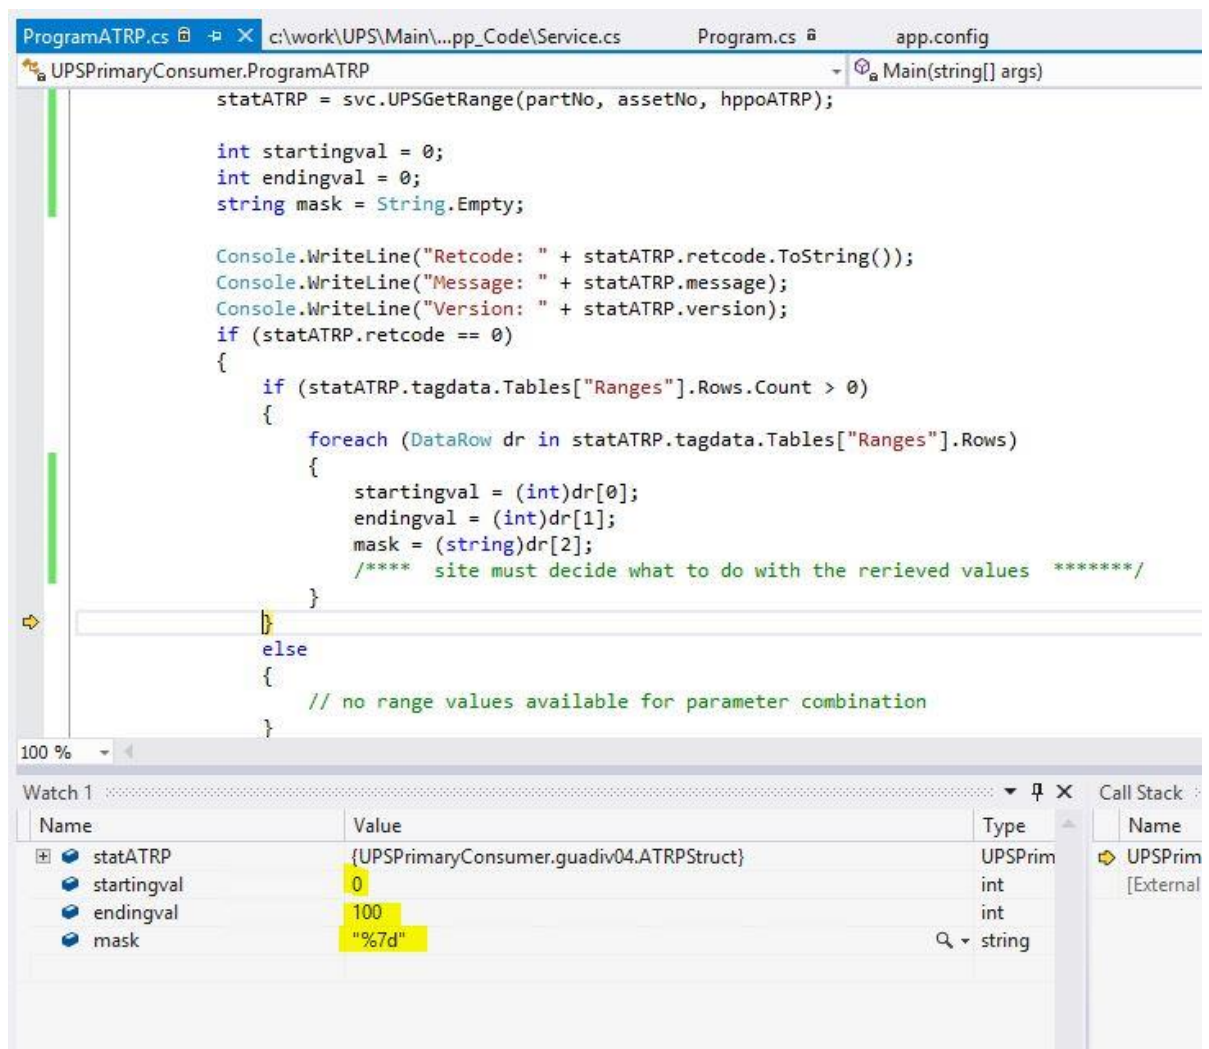 ProgramATRP.cs c:\work\UPS\Main\...pp_Code\Service.cs Program.cs app.config
UPSPrimaryConsumer.ProgramATRP Main(string[] args)
statATRP = svc.UPSGetRange(partNo, assetNo, hppoATRP);
int startingval = 0;
int endingval = 0;
string mask = String.Empty;
Console.WriteLine("Retcode: " + statATRP.retcode.ToString());
Console.WriteLine("Message: " + statATRP.message);
Console.WriteLine("Version: " + statATRP.version);
if (statATRP.retcode == 0)
{
if (statATRP.tagdata.Tables["Ranges"].Rows.Count > 0)
{
foreach (DataRow dr in statATRP.tagdata.Tables["Ranges"].Rows)
{
startingval = (int)dr[0];
endingval = (int)dr[1];
mask = (string)dr[2];
/**** site must decide what to do with the rerieved values *******/
}
}
else
{
// no range values available for parameter combination
}
100 %
Watch 1 Call Stack
Name Value Type Name
statATRP {UPSPrimaryConsumer.guadiv04.ATRPStruct} UPSPrim UPSPrim
startingval 0 int [External
endingval 100 int
mask "%7d" string